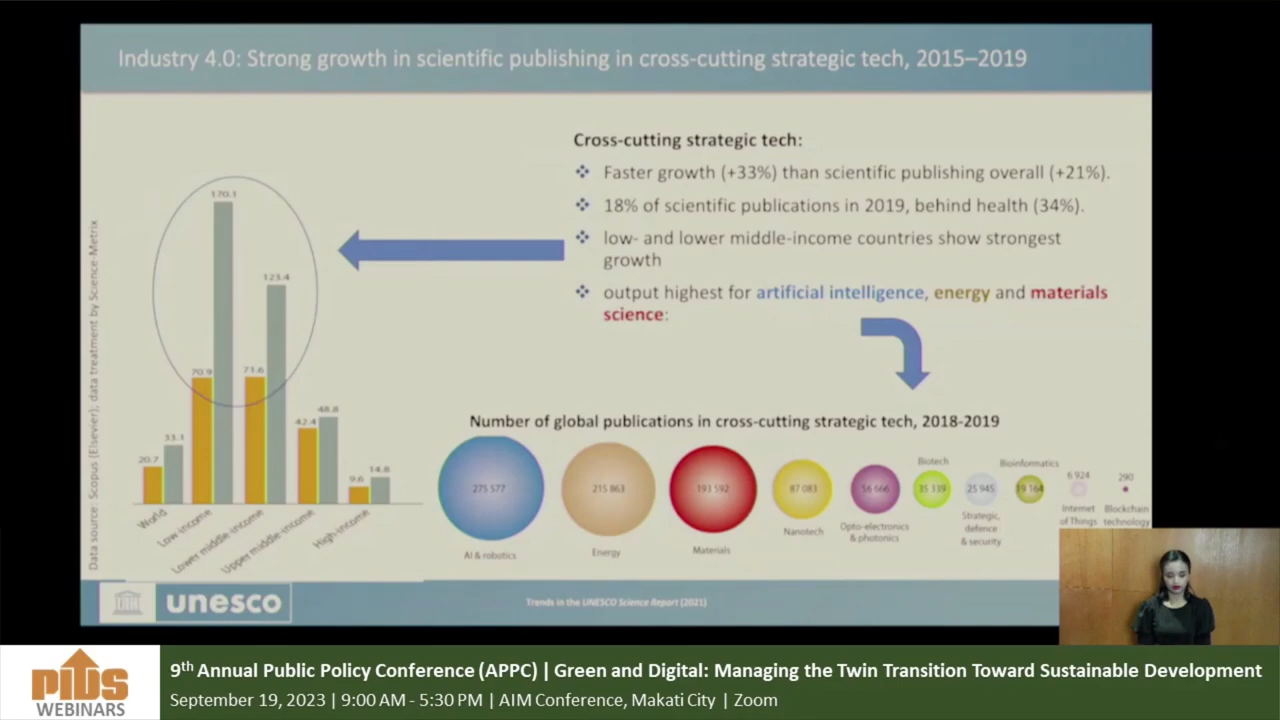 Industry 4.0: Strong growth in scientific publishing in cross-cutting strategic tech, 2015–2019
Cross-cutting strategic tech:
Faster growth (+33%) than scientific publishing overall (+21%).
18% of scientific publications in 2019, behind health (34%).
low- and lower middle-income countries show strongest
growth
output highest for artificial intelligence, energy and materials
science:
Data source: Scopus (Elsevier), data treatment by Science-Metrix
170.1
123.4
70.9
71.6
42.4
48.8
20.7
33.1
9.6
14.8
World
Low-income
Lower middle-income
Upper middle-income
High-income
Number of global publications in cross-cutting strategic tech, 2018-2019
275 577
AI & robotics
215 863
Energy
193 592
Materials
87 083
Nanotech
56 666
Opto-electronics
& photonics
Biotech
35 339
25 945
Strategic,
defence
& security
Bioinformatics
19 164
6 924
Internet
of Things
290
Blockchain
technology
unesco
Trends in the UNESCO Science Report (2021)
PIDS
WEBINARS
9th Annual Public Policy Conference (APPC) | Green and Digital: Managing the Twin Transition Toward Sustainable Development
September 19, 2023 | 9:00 AM - 5:30 PM | AIM Conference, Makati City | Zoom